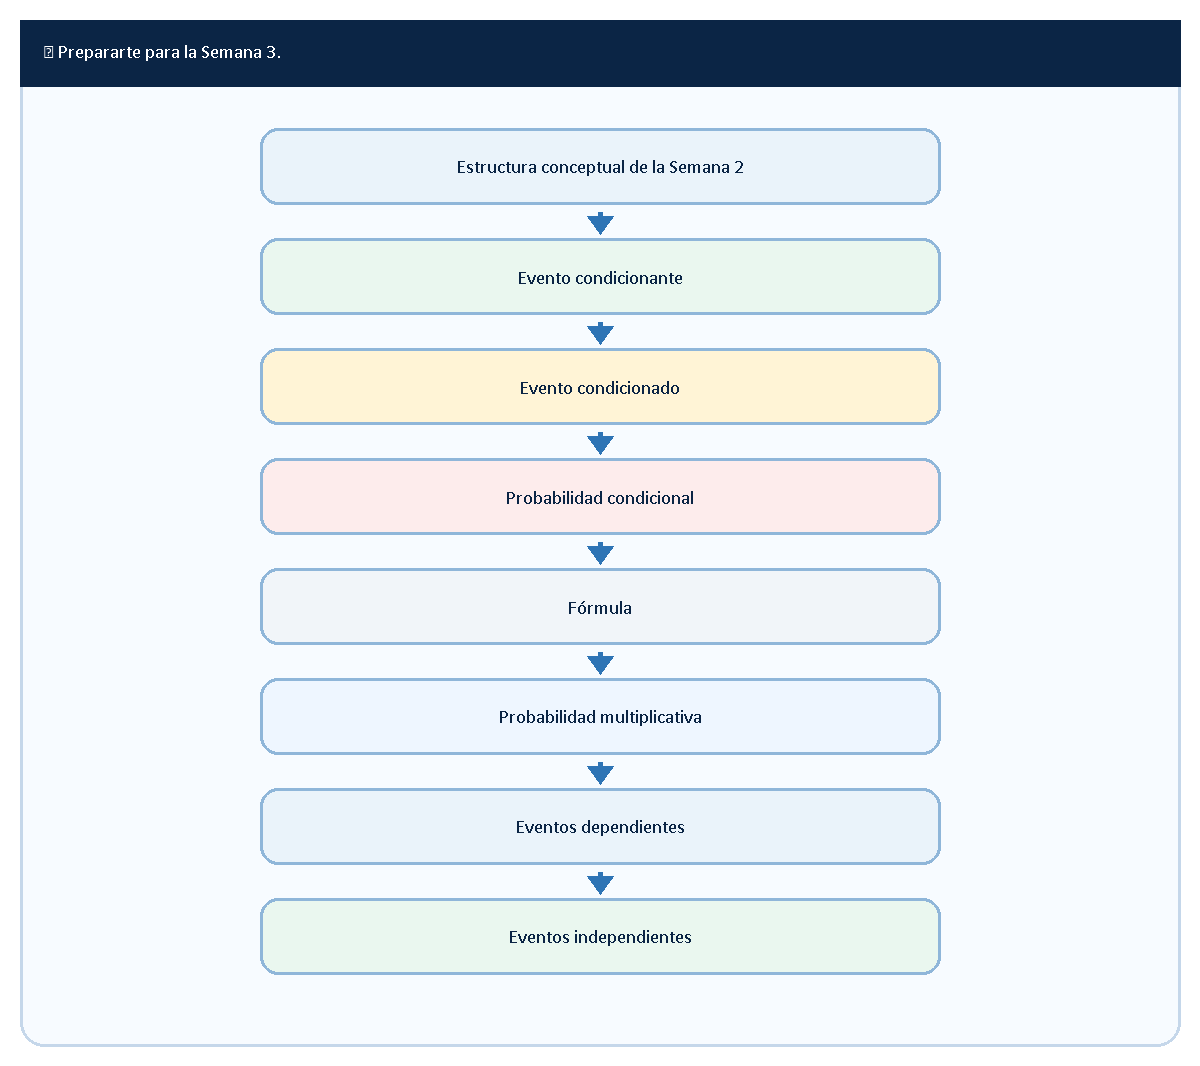 Prepararte para la Semana 3.
Estructura conceptual de la Semana 2
Evento condicionante
Evento condicionado
Probabilidad condicional
Fórmula
Probabilidad multiplicativa
Eventos dependientes
Eventos independientes